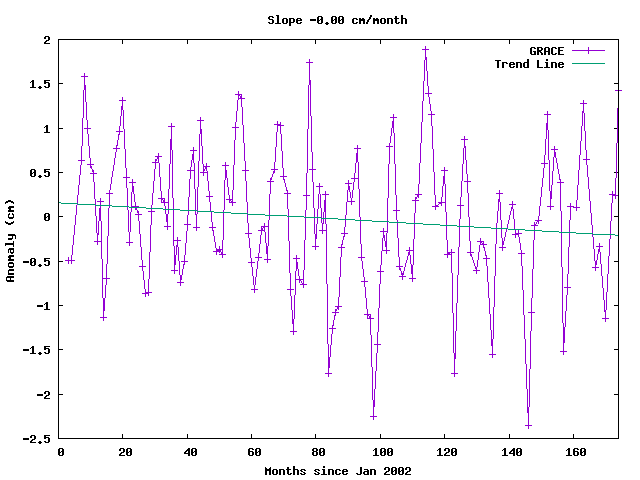 Slope -0.00 cm/month
GRACE
Trend Line
2
1.5
1
0.5
0
-0.5
-1
-1.5
-2
-2.5
Anomaly (cm)
0 20 40 60 80 100 120 140 160
Months since Jan 2002